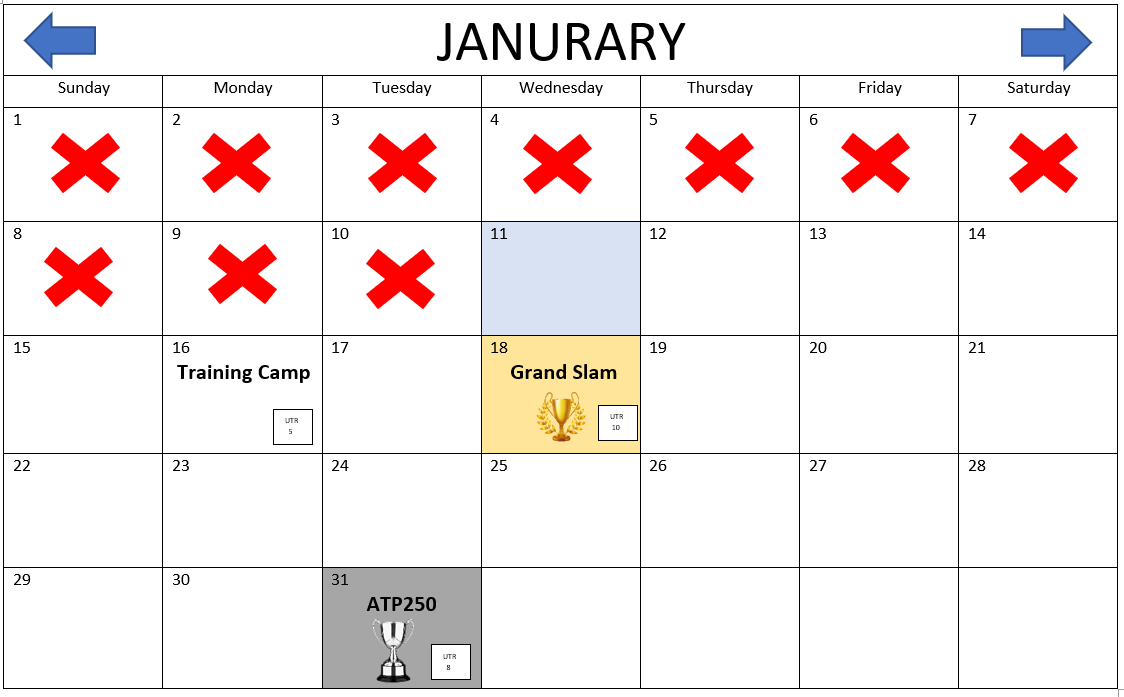 JANURARY
Sunday Monday Tuesday Wednesday Thursday Friday Saturday
1 2 3 4 5 6 7
8 9 10 11 12 13 14
15 16 17 18 19 20 21
Training Camp Grand Slam
UTR UTR
5 10
22 23 24 25 26 27 28
29 30 31
ATP250
UTR
8